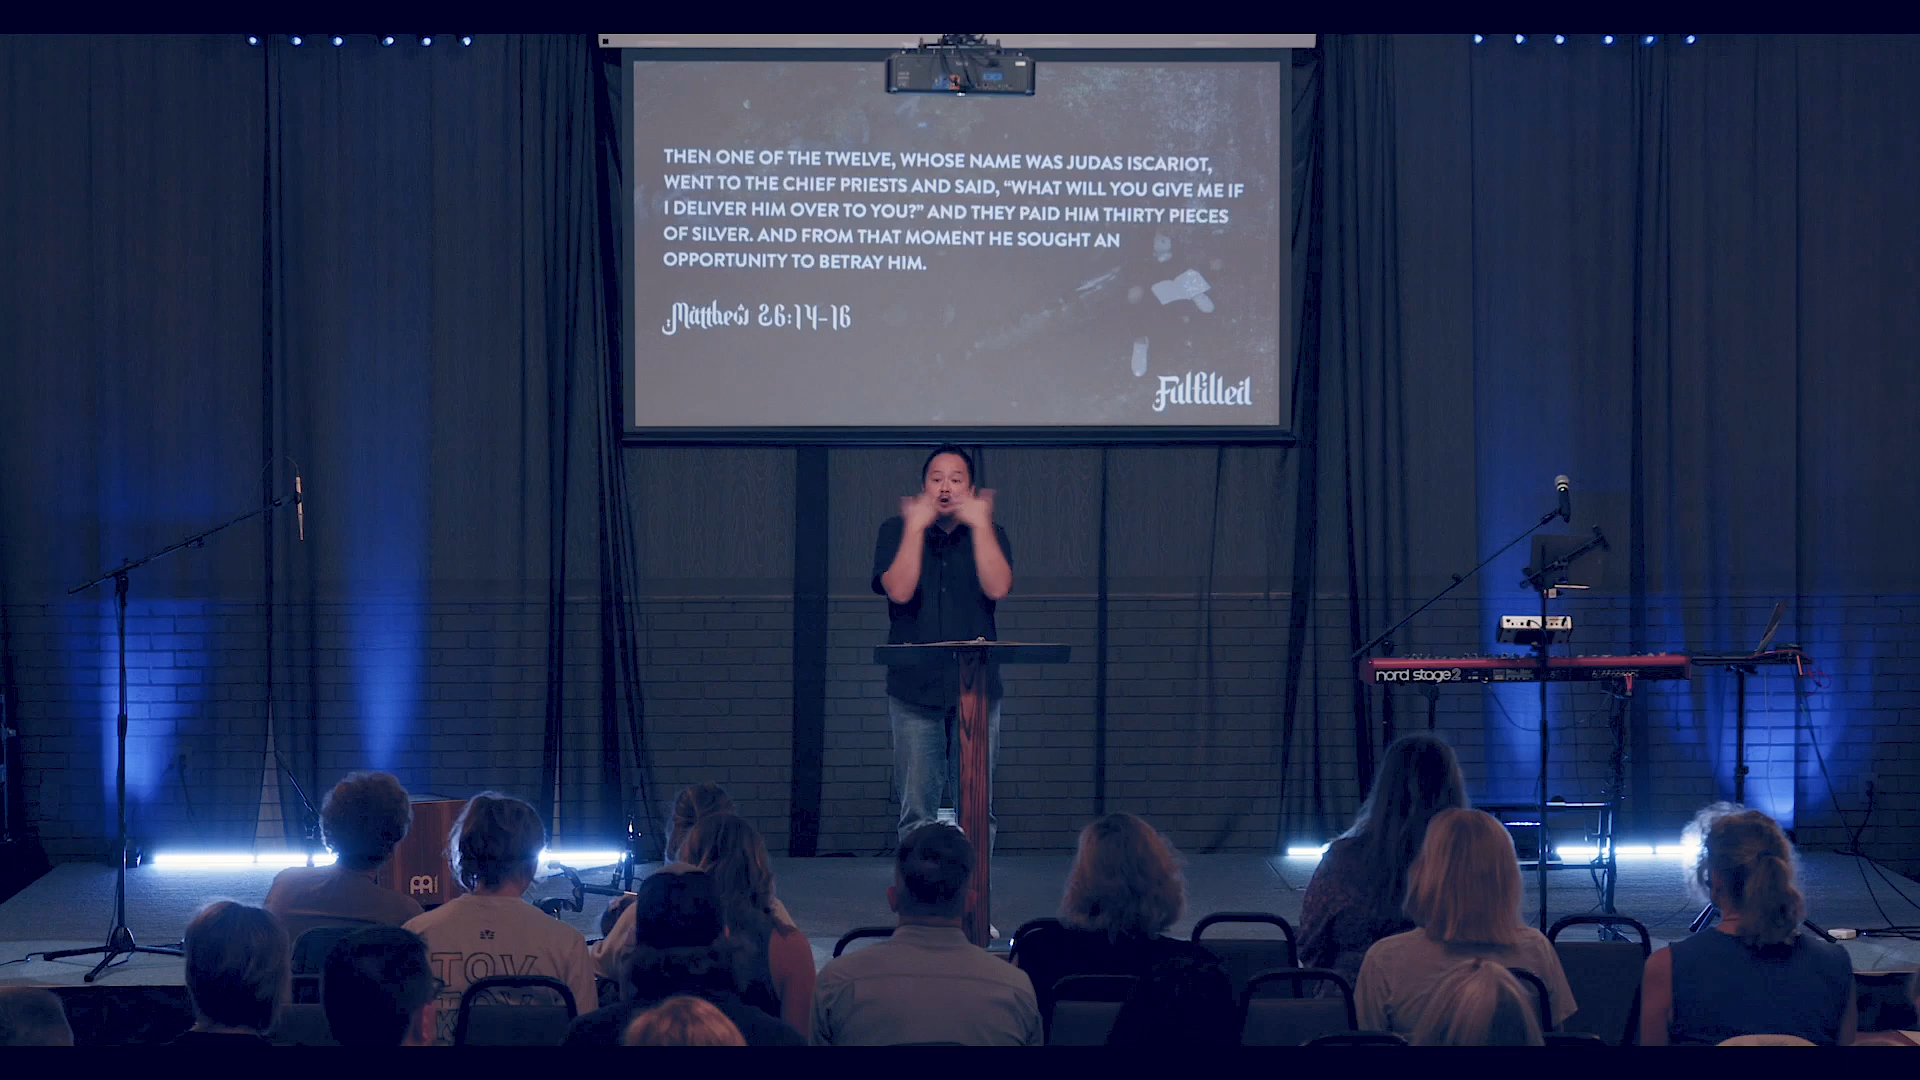 THEN ONE OF THE TWELVE, WHOSE NAME WAS JUDAS ISCARIOT,
WENT TO THE CHIEF PRIESTS AND SAID, “WHAT WILL YOU GIVE ME IF
I DELIVER HIM OVER TO YOU?” AND THEY PAID HIM THIRTY PIECES
OF SILVER. AND FROM THAT MOMENT HE SOUGHT AN
OPPORTUNITY TO BETRAY HIM.
Matthew 26:14-16
Fulfilled
nord stage 2
TOV